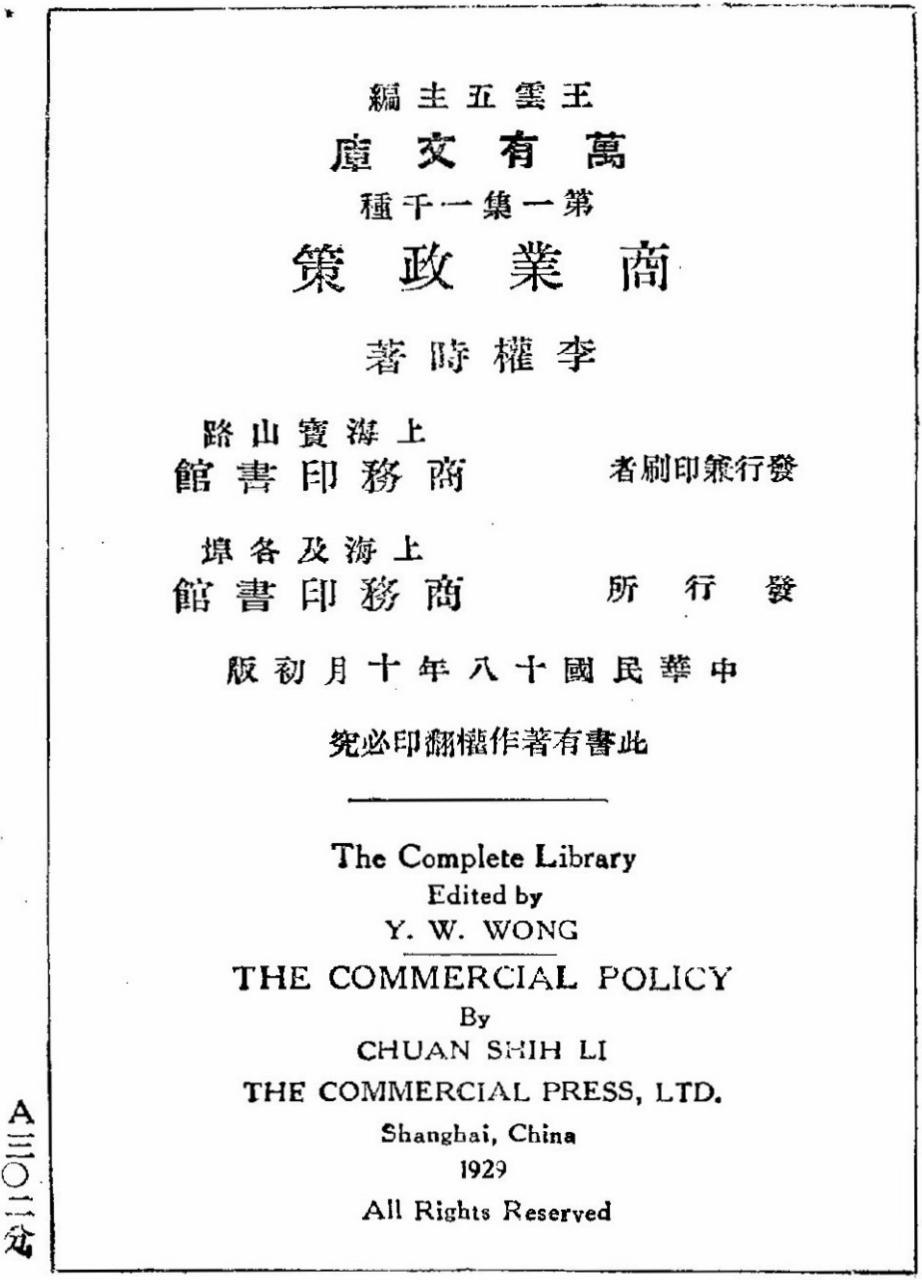 王雲五主編
萬有文庫
第一集一千種
商業政策
李權時著
發行兼印刷者
上海寶山路
商務印書館
發行所
上海及各埠
商務印書館
中華民國十八年十月初版
此書有著作權翻印必究
The Complete Library
Edited by
Y. W. WONG
THE COMMERCIAL POLICY
By
CHUAN SHIH LI
THE COMMERCIAL PRESS, LTD.
Shanghai, China
1929
All Rights Reserved
A三〇二分